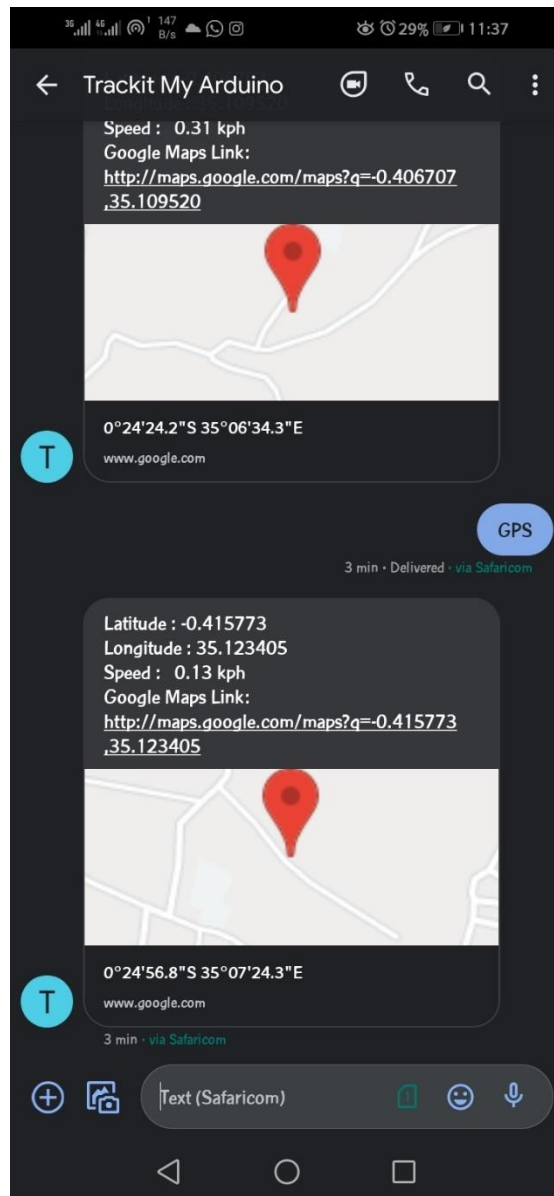 3G 4G 1 147 B/s 29% 11:37
Trackit My Arduino
Speed : 0.31 kph
Google Maps Link:
http://maps.google.com/maps?q=-0.406707
,35.109520
0°24'24.2"S 35°06'34.3"E
www.google.com
T
GPS
3 min · Delivered · via Safaricom
Latitude : -0.415773
Longitude : 35.123405
Speed : 0.13 kph
Google Maps Link:
http://maps.google.com/maps?q=-0.415773
,35.123405
0°24'56.8"S 35°07'24.3"E
www.google.com
T
3 min · via Safaricom
Text (Safaricom) 1